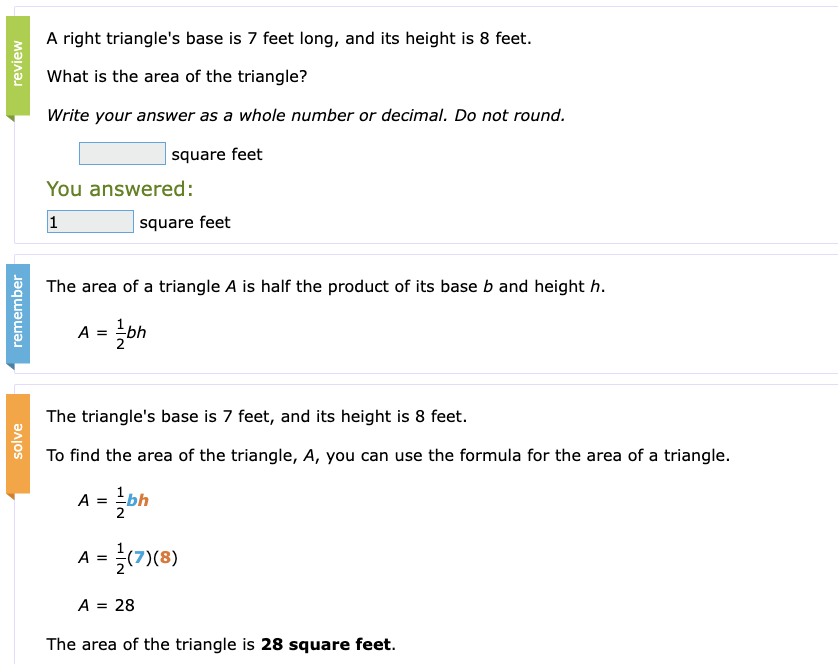 review
A right triangle's base is 7 feet long, and its height is 8 feet.
What is the area of the triangle?
Write your answer as a whole number or decimal. Do not round.
square feet
You answered:
1 square feet
remember
The area of a triangle A is half the product of its base b and height h.
A = 1/2 bh
solve
The triangle's base is 7 feet, and its height is 8 feet.
To find the area of the triangle, A, you can use the formula for the area of a triangle.
A = 1/2 bh
A = 1/2 (7)(8)
A = 28
The area of the triangle is 28 square feet.